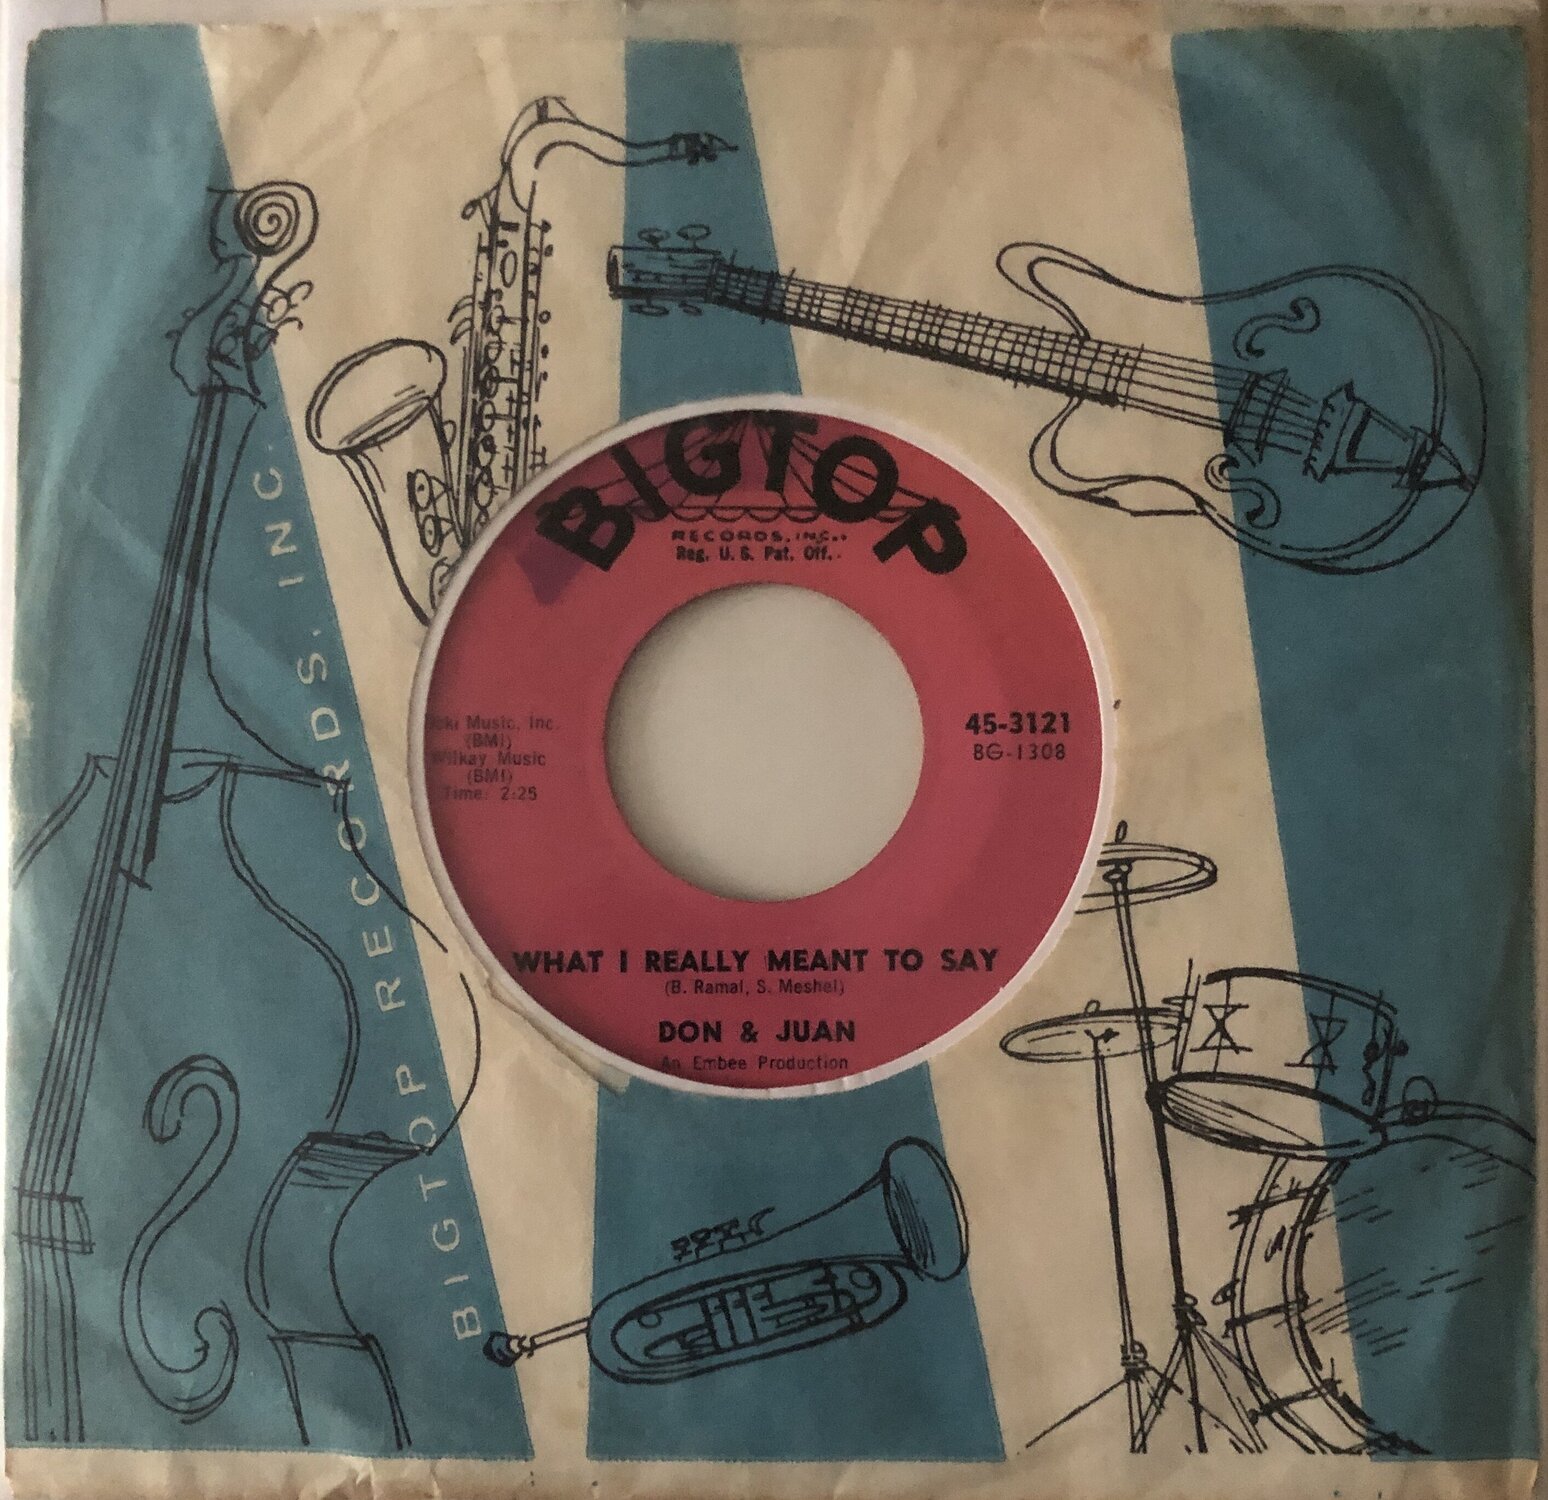 BIGTOP
RECORDS, INC.
Reg. U. S. Pat. Off.
Music, Inc.
(BMI)
Wilkay Music
(BMI)
Time: 2:25
45-3121
BG-1308
WHAT I REALLY MEANT TO SAY
(B. Ramal, S. Meshel)
DON & JUAN
An Embee Production
BIGTOP RECORDS, INC.